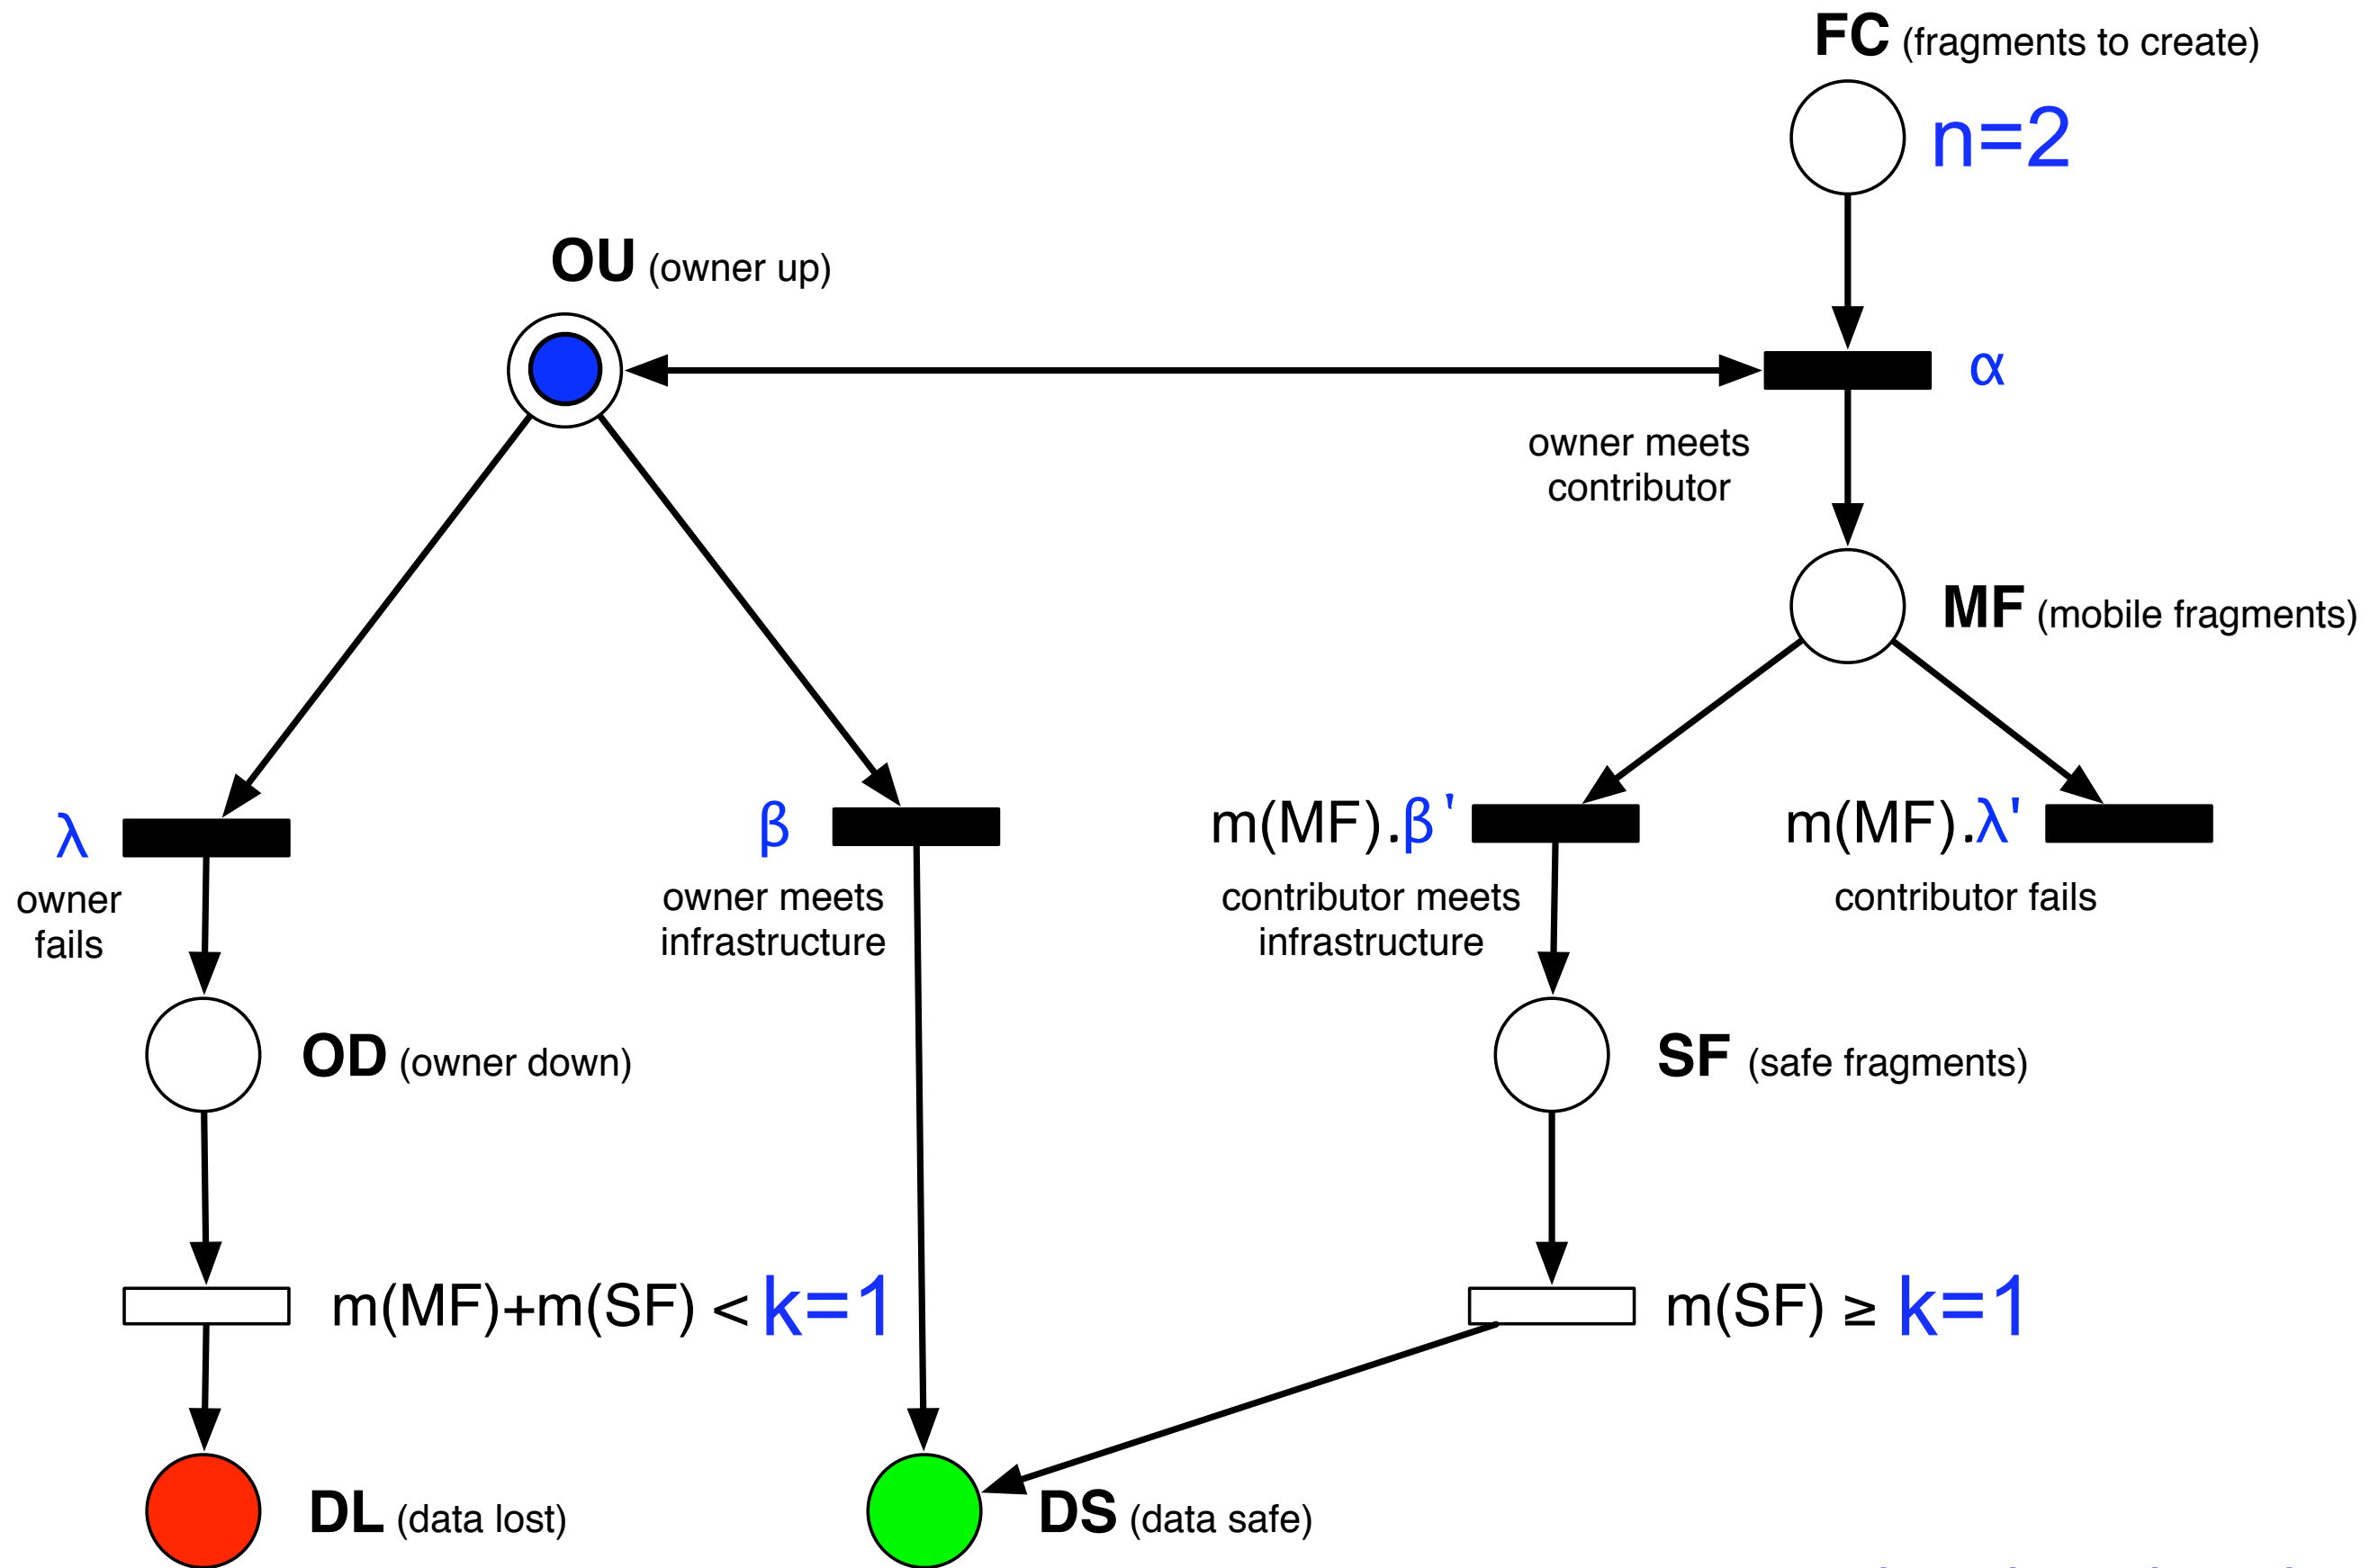 FC (fragments to create)
n=2
OU (owner up)
α
owner meets
contributor
MF (mobile fragments)
λ
owner
fails
β
owner meets
infrastructure
m(MF).β'
contributor meets
infrastructure
m(MF).λ'
contributor fails
OD (owner down)
SF (safe fragments)
m(MF)+m(SF) < k=1
m(SF) ≥ k=1
DL (data lost)
DS (data safe)